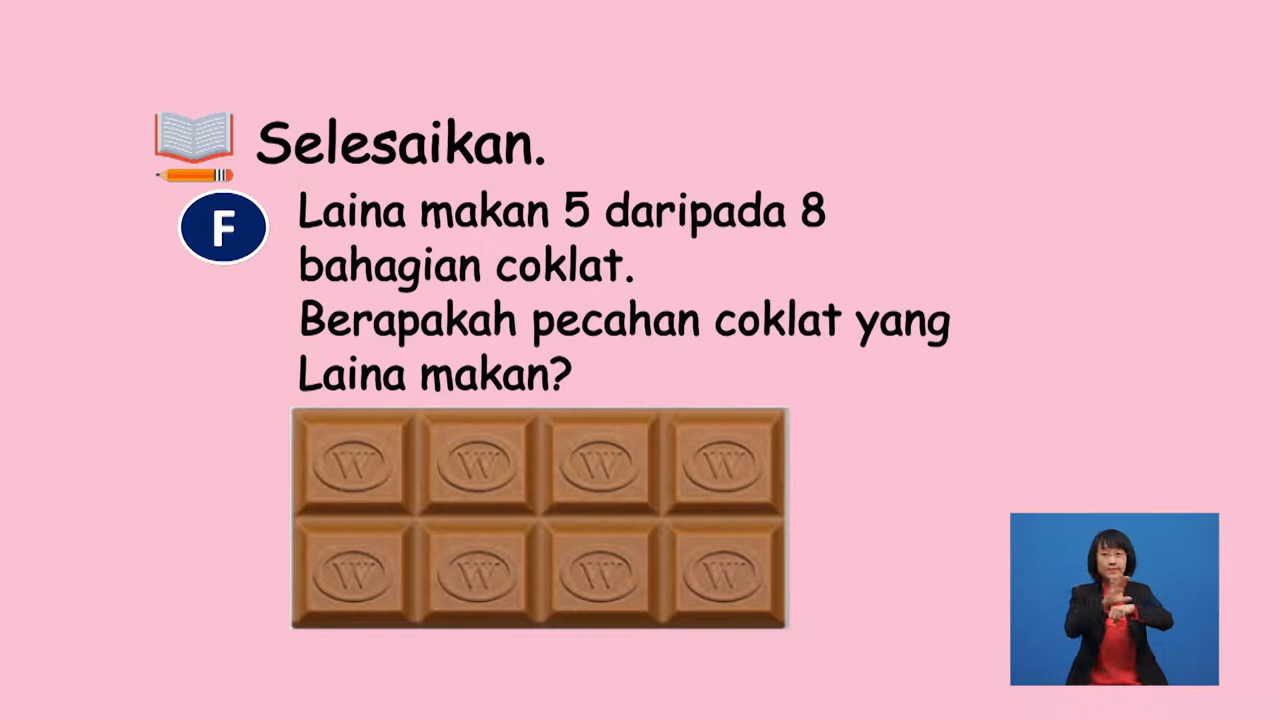 Selesaikan.
F
Laina makan 5 daripada 8
bahagian coklat.
Berapakah pecahan coklat yang
Laina makan?
W W W W
W W W W